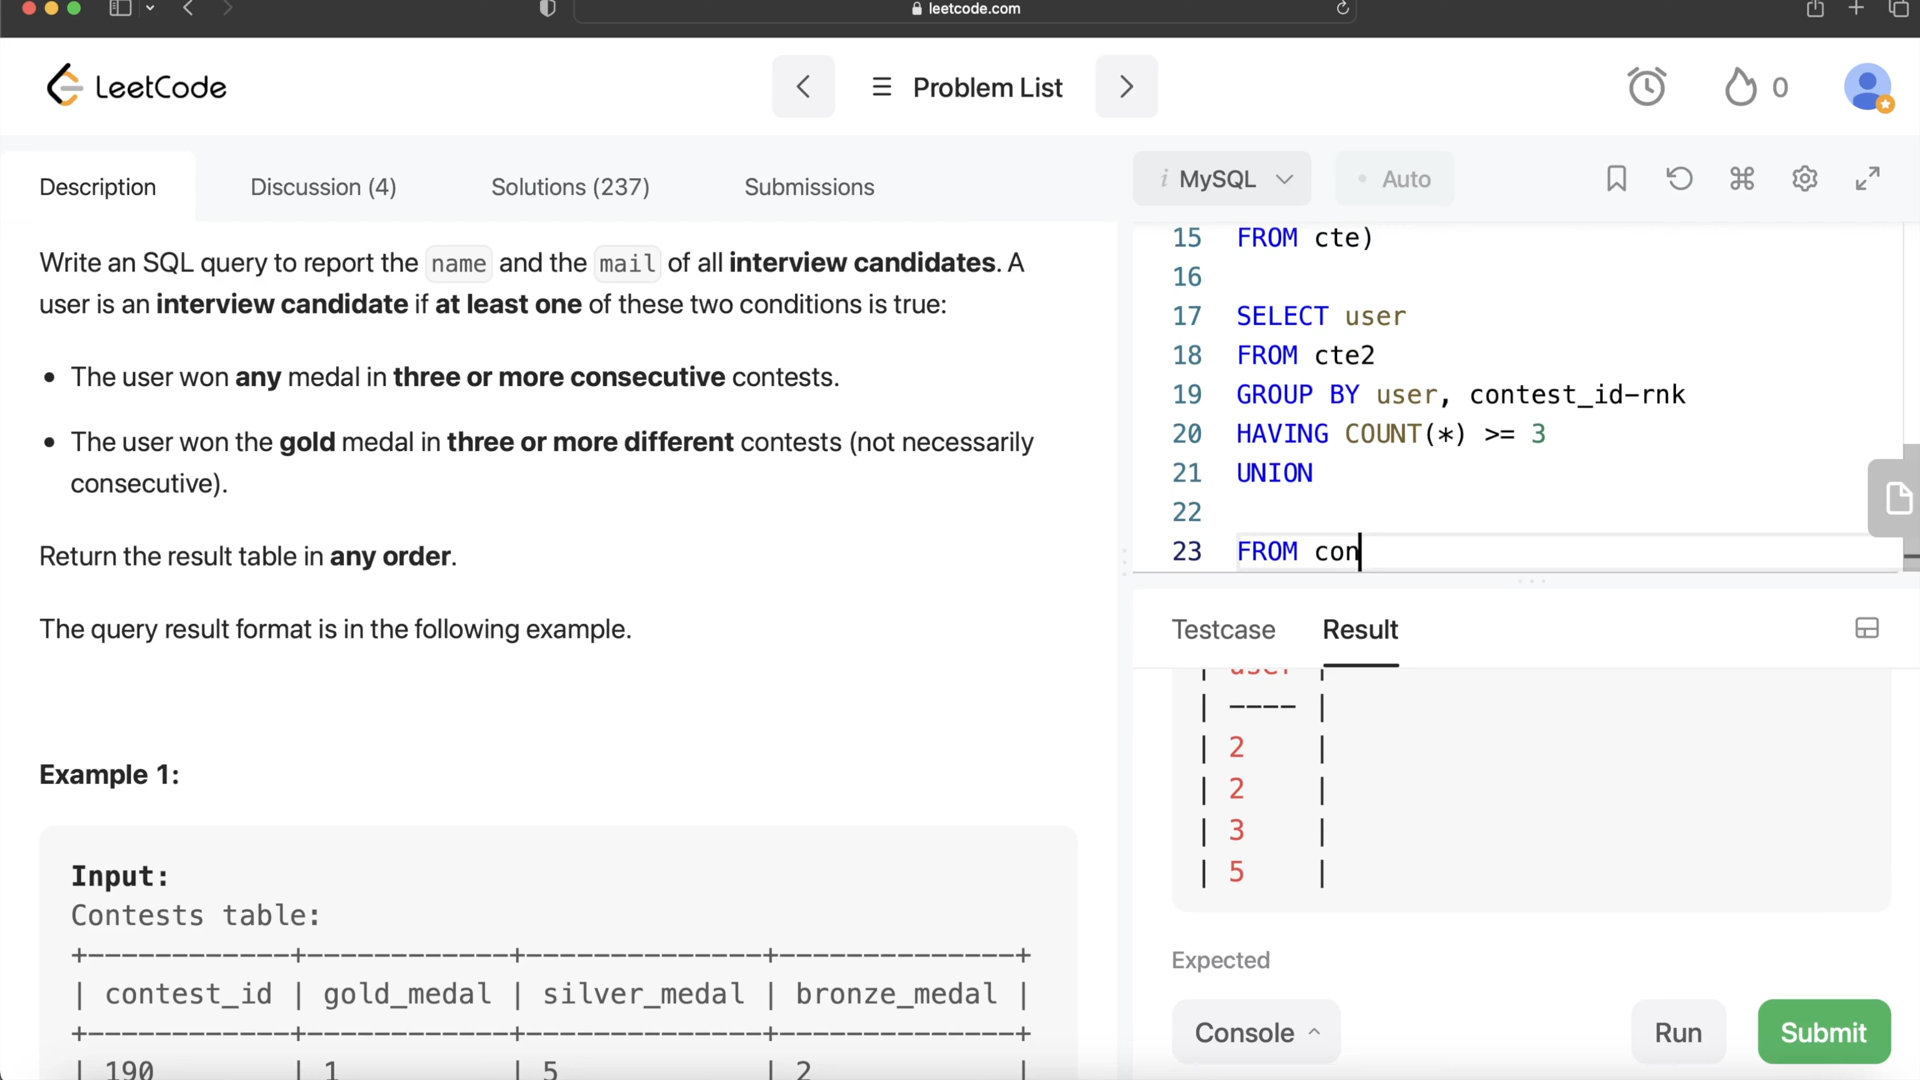 leetcode.com
LeetCode
Problem List
0
Description
Discussion (4)
Solutions (237)
Submissions
Write an SQL query to report the name and the mail of all interview candidates. A
user is an interview candidate if at least one of these two conditions is true:
• The user won any medal in three or more consecutive contests.
• The user won the gold medal in three or more different contests (not necessarily
consecutive).
Return the result table in any order.
The query result format is in the following example.
Example 1:
Input:
Contests table:
+------------+------------+--------------+--------------+
| contest_id | gold_medal | silver_medal | bronze_medal |
+------------+------------+--------------+--------------+
| 190 | 1 | 5 | 2 |
i MySQL
• Auto
15 FROM cte)
16
17 SELECT user
18 FROM cte2
19 GROUP BY user, contest_id-rnk
20 HAVING COUNT(*) >= 3
21 UNION
22
23 FROM con
Testcase
Result
| user |
| ---- |
| 2 |
| 2 |
| 3 |
| 5 |
Expected
Console
Run
Submit